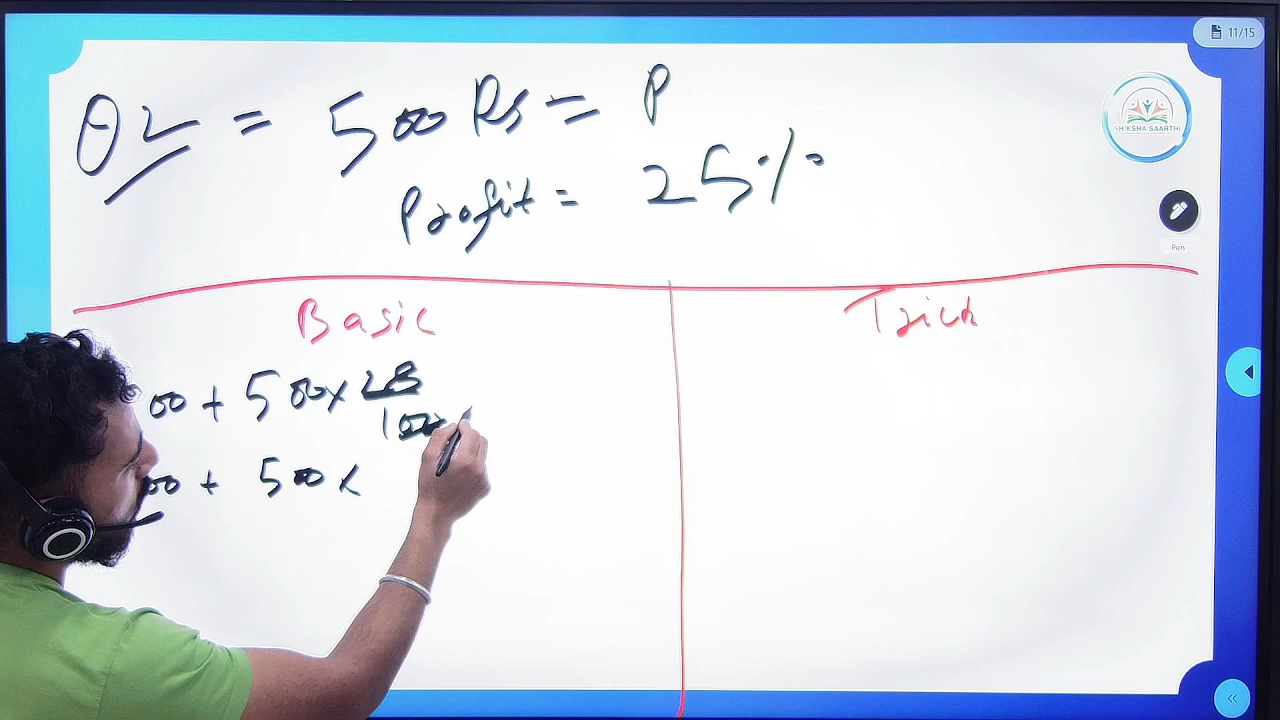 11/15
Q2 = 500 Rs = P
SHIKSHA SAARTHI
Profit = 25%
Pen
Basic
Trick
00 + 500 x 25
100
00 + 500 x